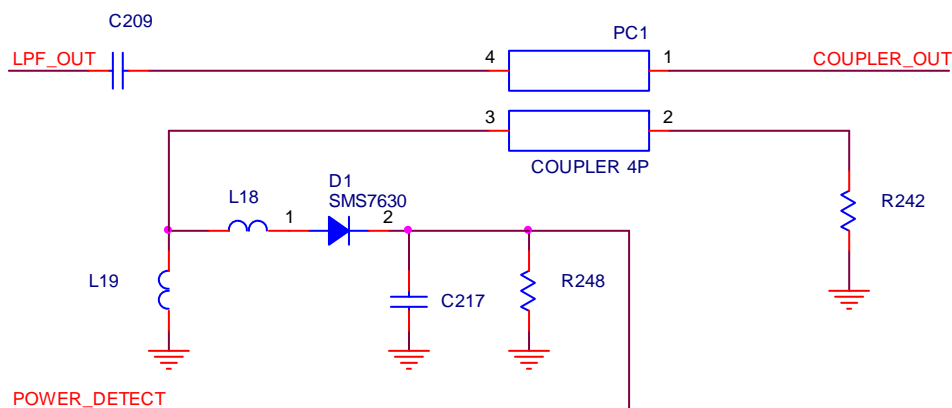 C209
PC1
LPF_OUT
4
1
COUPLER_OUT
3
2
COUPLER 4P
D1
SMS7630
L18
1
2
R242
L19
C217
R248
POWER_DETECT